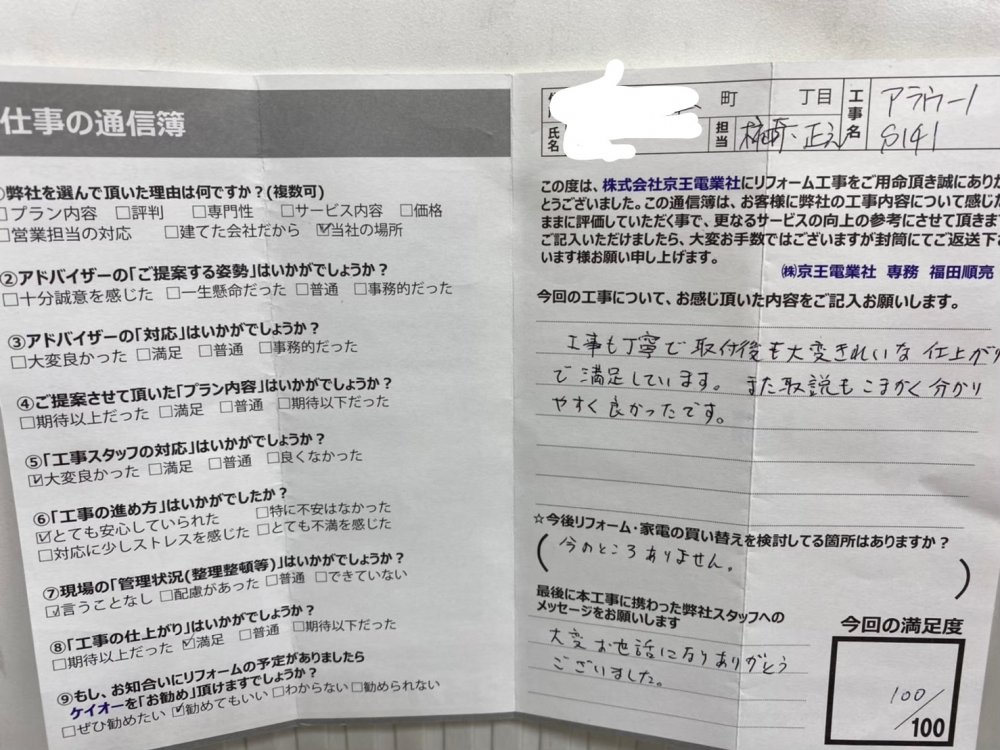 仕事の通信簿
弊社を選んで頂いた理由は何ですか？(複数可)
□プラン内容 □評判 □専門性 □サービス内容 □価格
□営業担当の対応 □建てた会社だから ☑当社の場所
②アドバイザーの「ご提案する姿勢」はいかがでしょうか？
□十分誠意を感じた □一生懸命だった □普通 □事務的だった
③アドバイザーの「対応」はいかがでしょうか？
□大変良かった □満足 □普通 □事務的だった
④ご提案させて頂いた「プラン内容」はいかがでしょうか？
□期待以上だった □満足 □普通 □期待以下だった
⑤「工事スタッフの対応」はいかがでしょうか？
☑大変良かった □満足 □普通 □良くなかった
⑥「工事の進め方」はいかがでしたか？
☑とても安心していられた □特に不安はなかった
□対応に少しストレスを感じた □とても不満を感じた
⑦現場の「管理状況(整理整頓等)」はいかがでしょうか？
☑言うことなし □配慮があった □普通 □できていない
⑧「工事の仕上がり」はいかがでしょうか？
□期待以上だった ☑満足 □普通 □期待以下だった
⑨もし、お知合いにリフォームの予定がありましたら
ケイオーを「お勧め」頂けますでしょうか？
□ぜひ勧めたい ☑勧めてもいい □わからない □勧められない
町 丁目 工事名 アラウーノ
氏名 担当 柿崎・正 S141
この度は、株式会社京王電業社にリフォーム工事をご用命頂き誠にありが
とうございました。この通信簿は、お客様に弊社の工事内容について感じた
ままに評価していただく事で、更なるサービスの向上の参考にさせて頂きま
ご記入いただけましたら、大変お手数ではございますが封筒にてご返送下さ
います様お願い申し上げます。
㈱京王電業社 専務 福田順亮
今回の工事について、お感じ頂いた内容をご記入お願いします。
工事も丁寧で取付後も大変きれいな仕上がり
で満足しています。また取説もこまかく分かり
やすく良かったです。
☆今後リフォーム・家電の買い替えを検討してる箇所はありますか？
(今のところありません。)
最後に本工事に携わった弊社スタッフへの
メッセージをお願いします
大変お世話になりありがとう
ございました。
今回の満足度
100/100